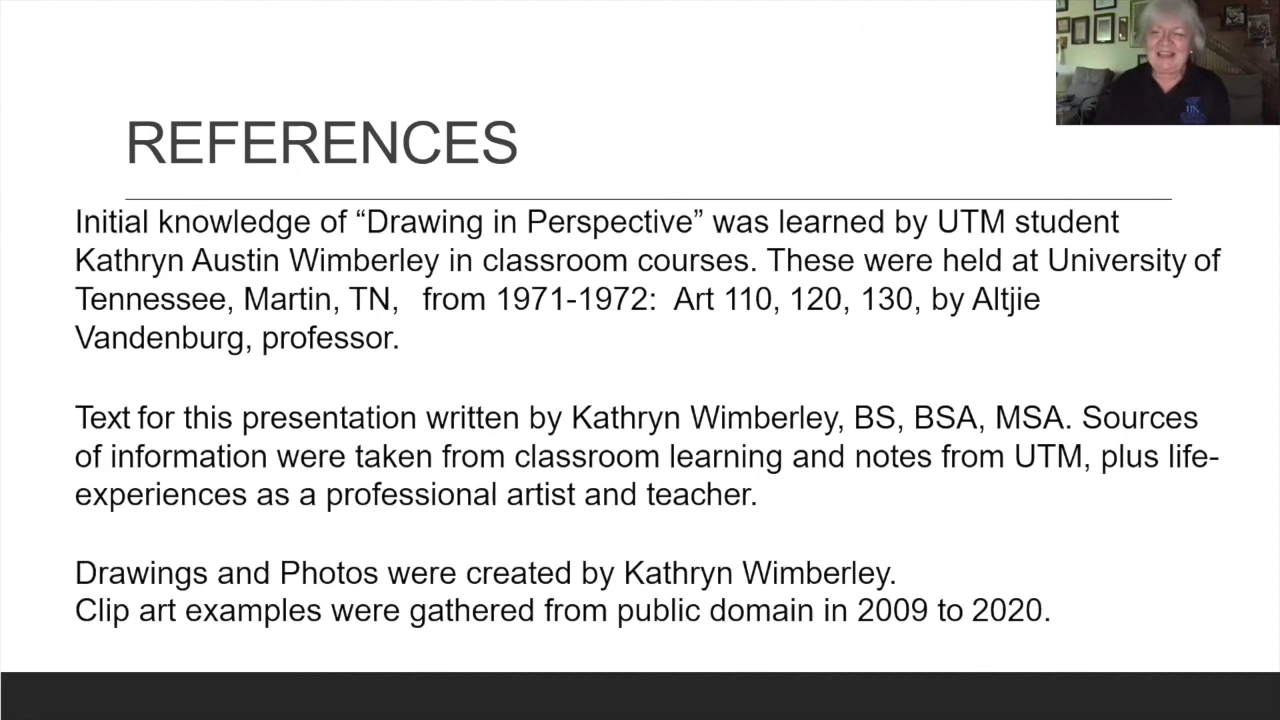 REFERENCES
Initial knowledge of “Drawing in Perspective” was learned by UTM student
Kathryn Austin Wimberley in classroom courses. These were held at University of
Tennessee, Martin, TN, from 1971-1972: Art 110, 120, 130, by Altjie
Vandenburg, professor.
Text for this presentation written by Kathryn Wimberley, BS, BSA, MSA. Sources
of information were taken from classroom learning and notes from UTM, plus life-
experiences as a professional artist and teacher.
Drawings and Photos were created by Kathryn Wimberley.
Clip art examples were gathered from public domain in 2009 to 2020.